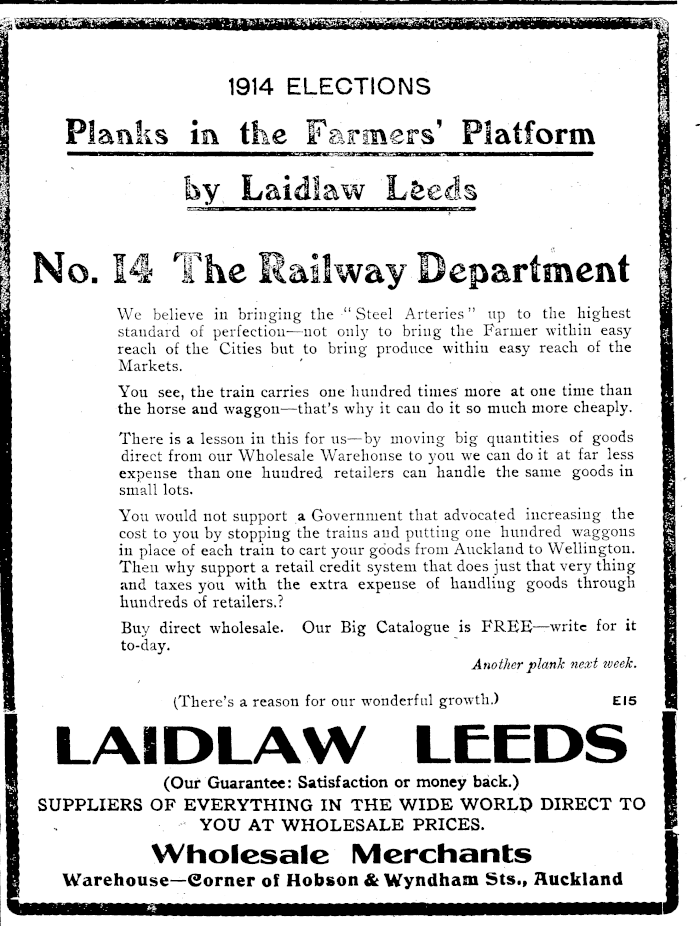 1914 ELECTIONS
Planks in the Farmers' Platform
by Laidlaw Leeds
No. 14 The Railway Department
We believe in bringing the "Steel Arteries" up to the highest
standard of perfection—not only to bring the Farmer within easy
reach of the Cities but to bring produce within easy reach of the
Markets.
You see, the train carries one hundred times more at one time than
the horse and waggon—that's why it can do it so much more cheaply.
There is a lesson in this for us—by moving big quantities of goods
direct from our Wholesale Warehouse to you we can do it at far less
expense than one hundred retailers can handle the same goods in
small lots.
You would not support a Government that advocated increasing the
cost to you by stopping the trains and putting one hundred waggons
in place of each train to cart your goods from Auckland to Wellington.
Then why support a retail credit system that does just that very thing
and taxes you with the extra expense of handling goods through
hundreds of retailers.?
Buy direct wholesale. Our Big Catalogue is FREE—write for it
to-day.
Another plank next week.
(There's a reason for our wonderful growth.) E15
LAIDLAW LEEDS
(Our Guarantee: Satisfaction or money back.)
SUPPLIERS OF EVERYTHING IN THE WIDE WORLD DIRECT TO
YOU AT WHOLESALE PRICES.
Wholesale Merchants
Warehouse—Corner of Hobson & Wyndham Sts., Auckland